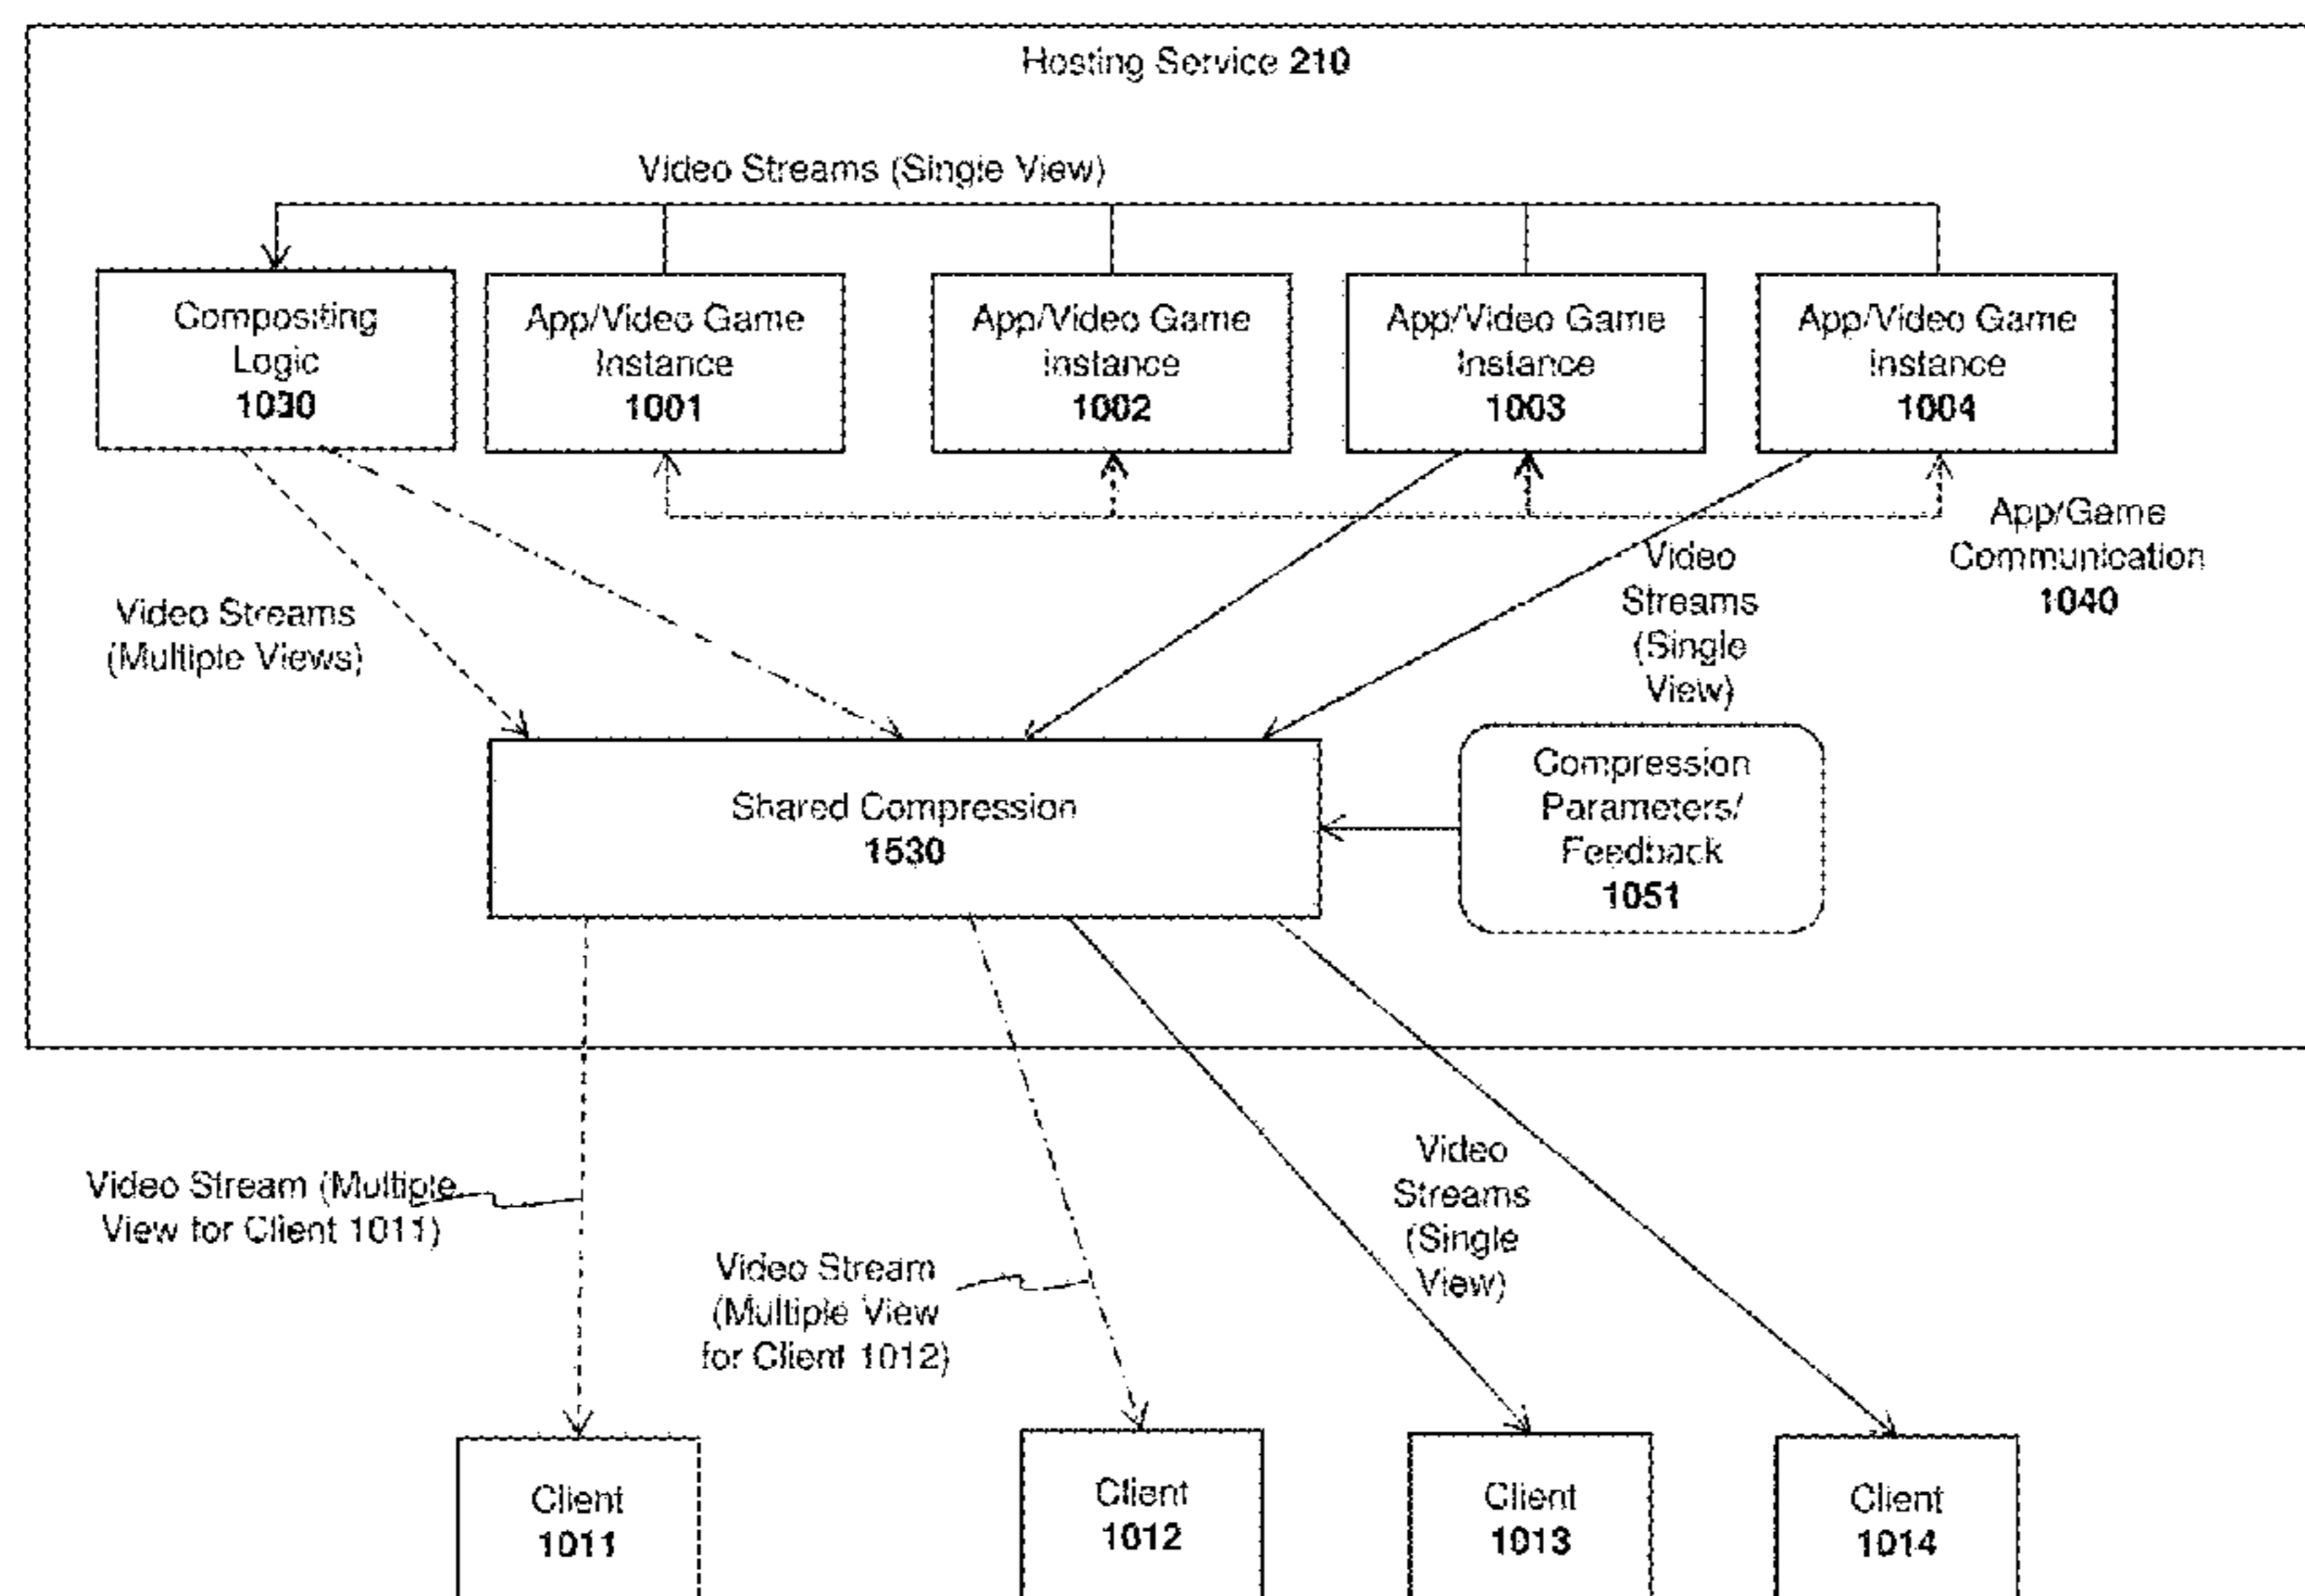 Hosting Service 210
Video Streams (Single View)
Compositing
Logic
1030
App/Video Game
Instance
1001
App/Video Game
Instance
1002
App/Video Game
Instance
1003
App/Video Game
Instance
1004
App/Game
Communication
1040
Video
Streams
(Single
View)
Video Streams
(Multiple Views)
Shared Compression
1530
Compression
Parameters/
Feedback
1051
Video Stream (Multiple
View for Client 1011)
Video Stream
(Multiple View
for Client 1012)
Video
Streams
(Single
View)
Client
1011
Client
1012
Client
1013
Client
1014